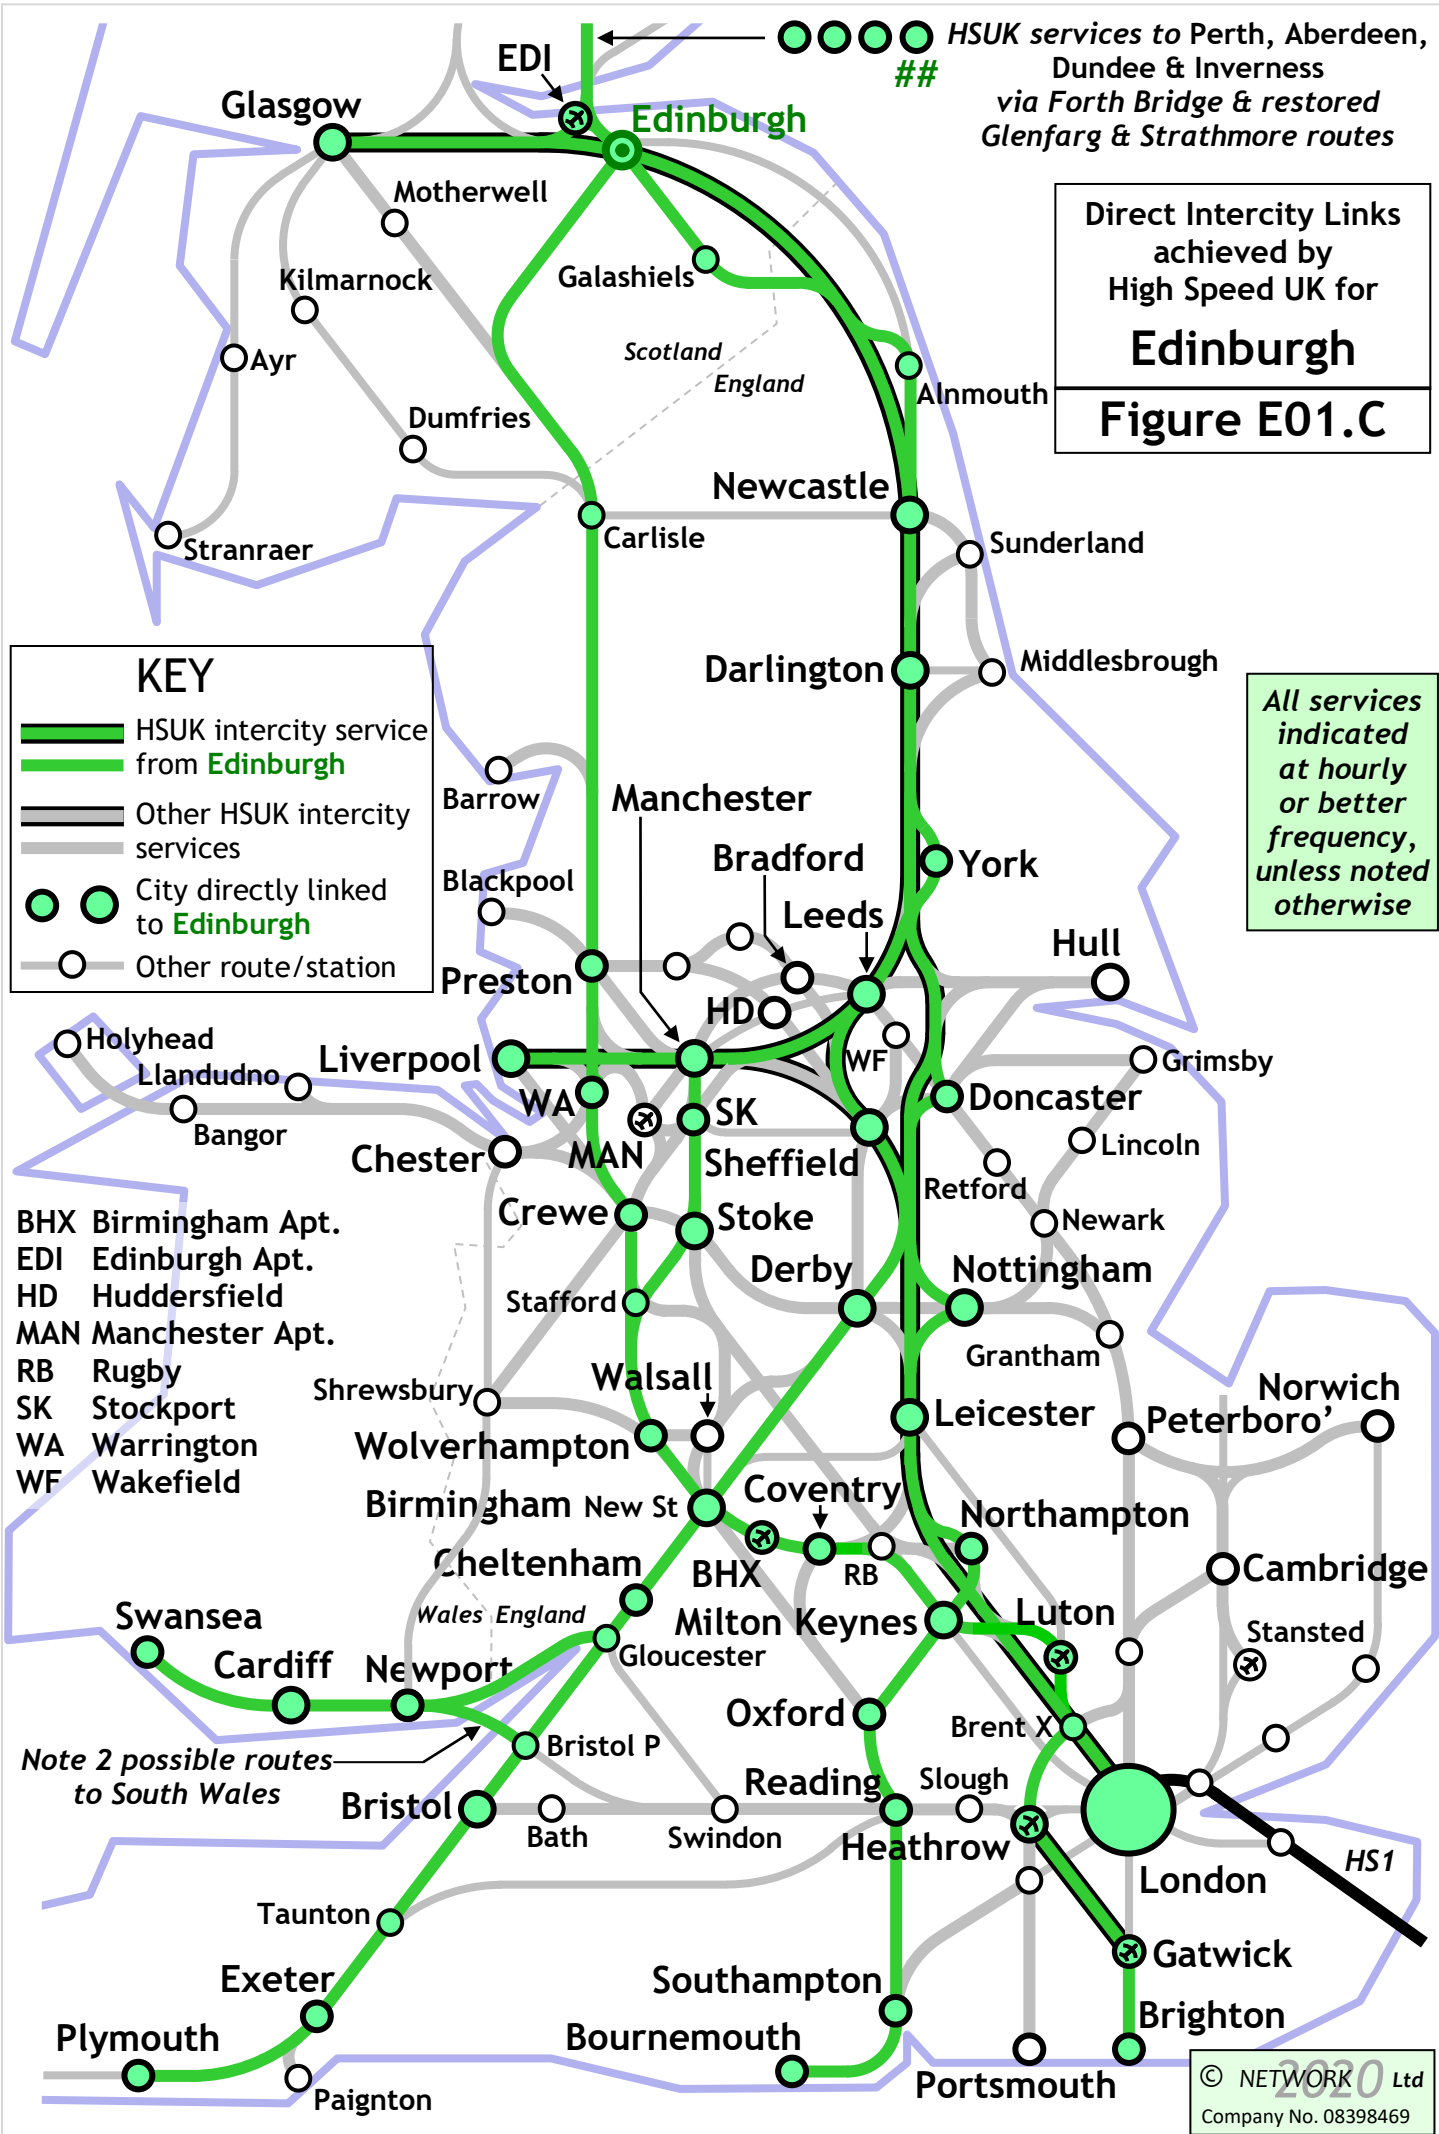 EDI
HSUK services to Perth, Aberdeen,
##
Dundee & Inverness
via Forth Bridge & restored
Glenfarg & Strathmore routes
Glasgow
Edinburgh
Direct Intercity Links
achieved by
High Speed UK for
Edinburgh
Figure E01.C
Motherwell
Galashiels
Kilmarnock
Ayr
Scotland
England
Alnmouth
Dumfries
Newcastle
Stranraer
Carlisle
Sunderland
Darlington
Middlesbrough
KEY
HSUK intercity service
from Edinburgh
Other HSUK intercity
services
City directly linked
to Edinburgh
Other route/station
All services
indicated
at hourly
or better
frequency,
unless noted
otherwise
Barrow
Manchester
Bradford
York
Blackpool
Leeds
Hull
Preston
HD
Holyhead
Llandudno
Liverpool
WF
Grimsby
WA
SK
Doncaster
Bangor
Chester
MAN
Sheffield
Lincoln
Retford
Crewe
Stoke
Newark
BHX Birmingham Apt.
EDI Edinburgh Apt.
HD Huddersfield
MAN Manchester Apt.
RB Rugby
SK Stockport
WA Warrington
WF Wakefield
Derby
Nottingham
Stafford
Grantham
Shrewsbury
Walsall
Norwich
Leicester
Peterboro’
Wolverhampton
Birmingham New St
Coventry
Northampton
Cheltenham
BHX
RB
Cambridge
Swansea
Wales England
Milton Keynes
Luton
Stansted
Cardiff
Newport
Gloucester
Oxford
Brent X
Note 2 possible routes
to South Wales
Bristol P
Bristol
Bath
Swindon
Reading
Slough
Heathrow
HS1
London
Taunton
Exeter
Southampton
Gatwick
Plymouth
Bournemouth
Brighton
Paignton
Portsmouth
© NETWORK 2020 Ltd
Company No. 08398469